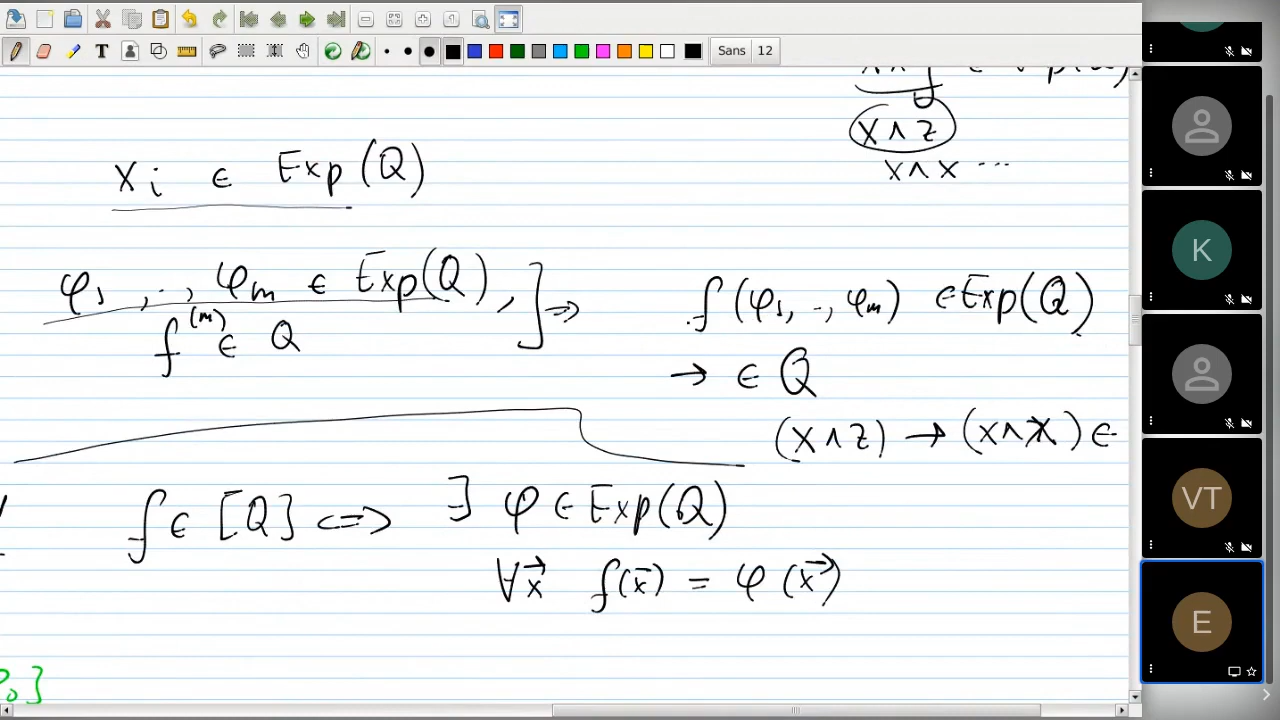 Sans 12
x ∧ z
x ∧ x ...
x_i ∈ Exp(Q)
φ_1, .., φ_m ∈ Exp(Q),
f^(m) ∈ Q
] ⇒
f(φ_1, .., φ_m) ∈ Exp(Q)
→ ∈ Q
(x ∧ z) → (x ∧ x) ∈
f ∈ [Q] <=> ∃ φ ∈ Exp(Q)
∀x⃗ f(x̄) = φ(x⃗)
K
VT
E